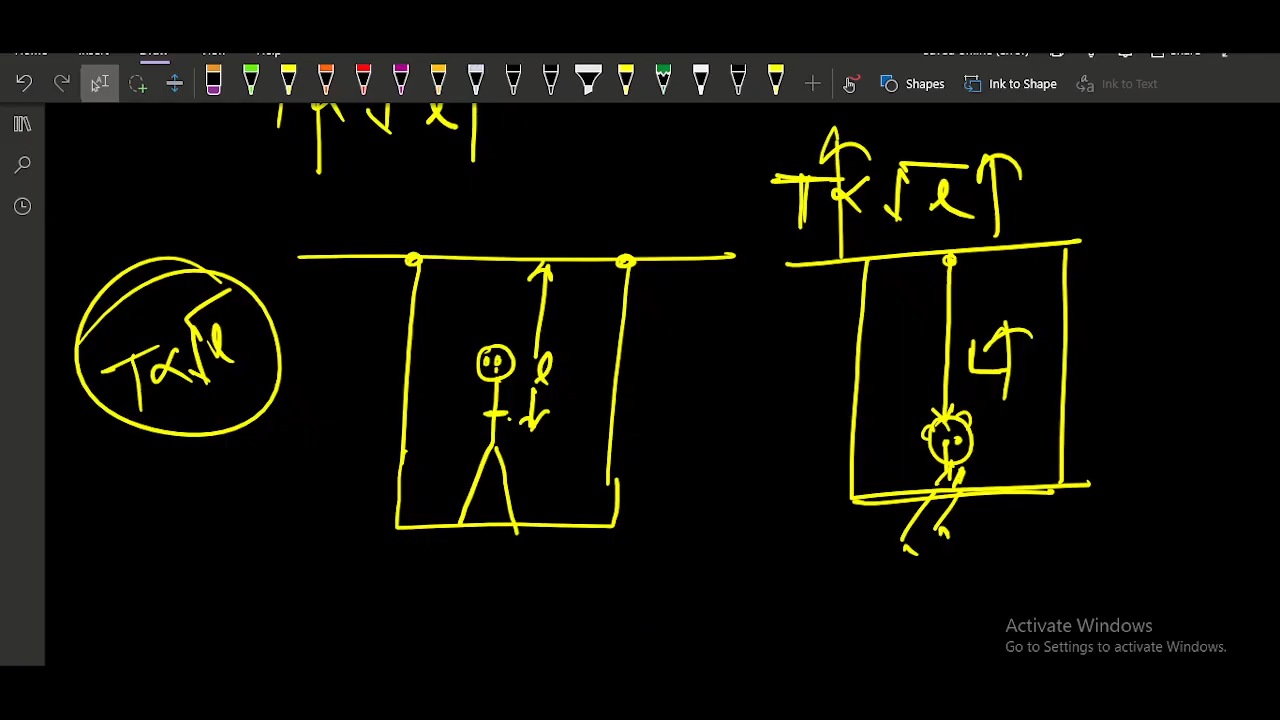 Shapes
Ink to Shape
Ink to Text
T ∝ √l
T ∝ √l
l
L
Activate Windows
Go to Settings to activate Windows.